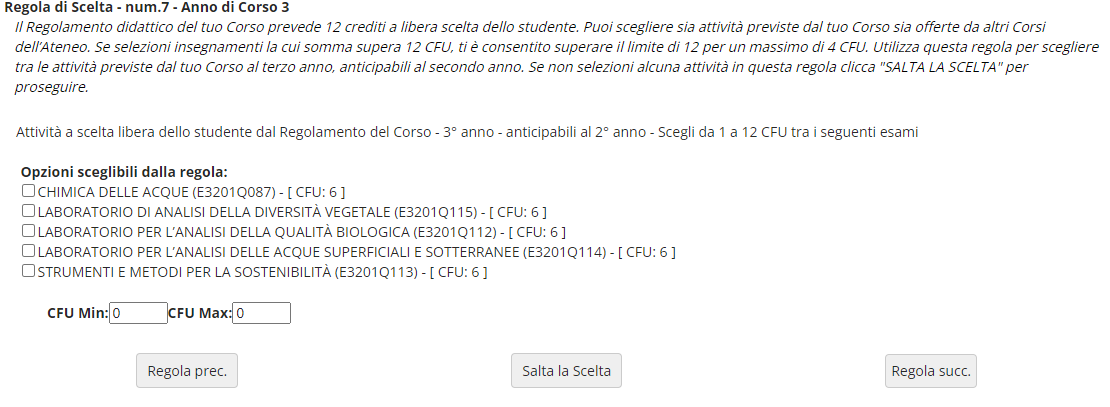 Regola di Scelta - num.7 - Anno di Corso 3
Il Regolamento didattico del tuo Corso prevede 12 crediti a libera scelta dello studente. Puoi scegliere sia attività previste dal tuo Corso sia offerte da altri Corsi
dell'Ateneo. Se selezioni insegnamenti la cui somma supera 12 CFU, ti è consentito superare il limite di 12 per un massimo di 4 CFU. Utilizza questa regola per scegliere
tra le attività previste dal tuo Corso al terzo anno, anticipabili al secondo anno. Se non selezioni alcuna attività in questa regola clicca "SALTA LA SCELTA" per
proseguire.
Attività a scelta libera dello studente dal Regolamento del Corso - 3° anno - anticipabili al 2° anno - Scegli da 1 a 12 CFU tra i seguenti esami
Opzioni sceglibili dalla regola:
CHIMICA DELLE ACQUE (E3201Q087) - [ CFU: 6 ]
LABORATORIO DI ANALISI DELLA DIVERSITÀ VEGETALE (E3201Q115) - [ CFU: 6 ]
LABORATORIO PER L'ANALISI DELLA QUALITÀ BIOLOGICA (E3201Q112) - [ CFU: 6 ]
LABORATORIO PER L'ANALISI DELLE ACQUE SUPERFICIALI E SOTTERRANEE (E3201Q114) - [ CFU: 6 ]
STRUMENTI E METODI PER LA SOSTENIBILITÀ (E3201Q113) - [ CFU: 6 ]
CFU Min: 0 CFU Max: 0
Regola prec. Salta la Scelta Regola succ.